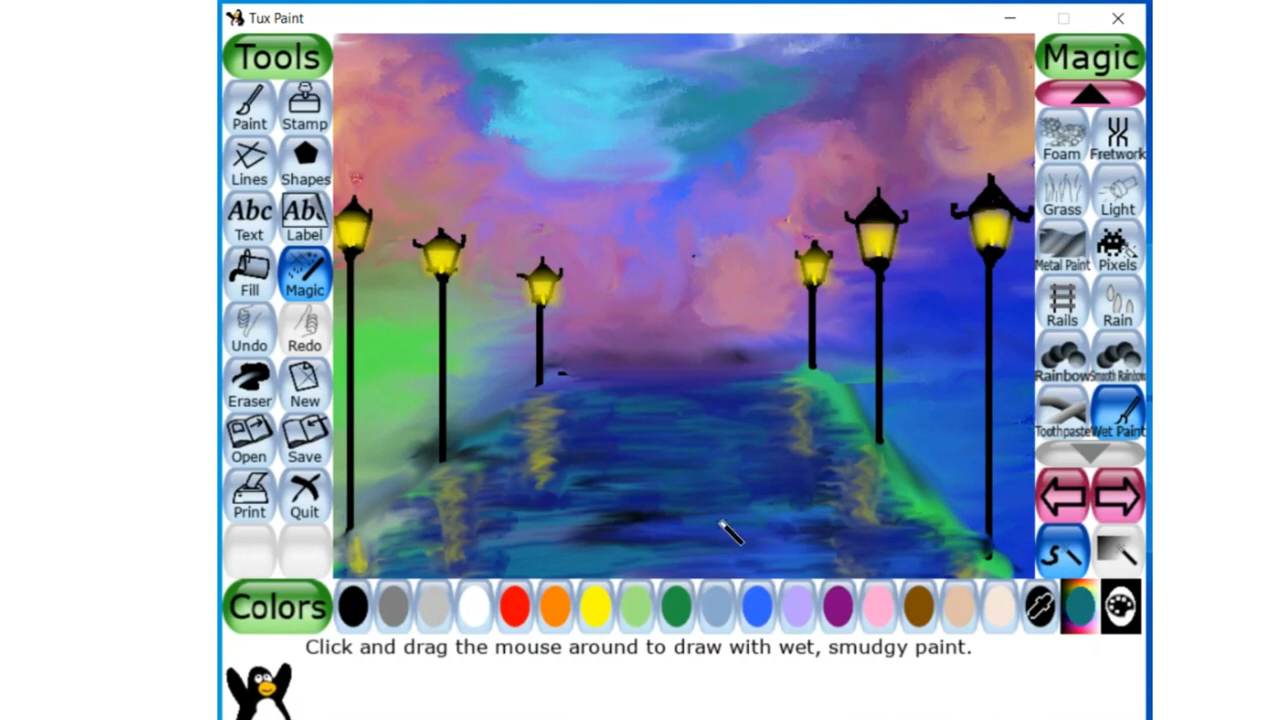 Tux Paint
Tools
Magic
Paint
Stamp
Foam
Fretwork
Lines
Shapes
Grass
Light
Abc
Abc
Text
Label
Metal Paint
Pixels
Fill
Magic
Rails
Rain
Undo
Redo
Rainbow
Smooth Rainbow
Eraser
New
Toothpaste
Wet Paint
Open
Save
Print
Quit
Colors
Click and drag the mouse around to draw with wet, smudgy paint.